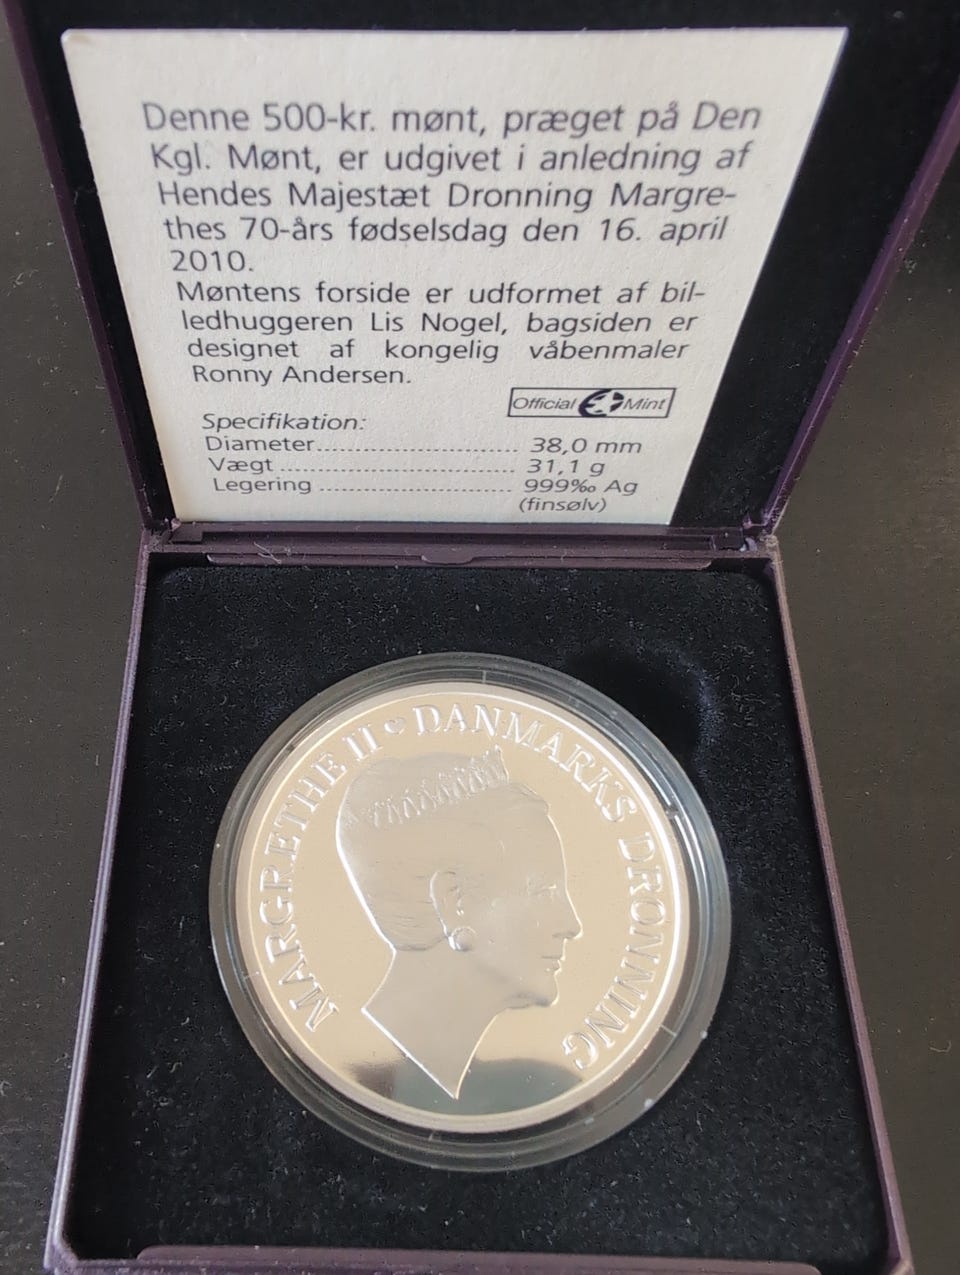 Denne 500-kr. mønt, præget på Den
Kgl. Mønt, er udgivet i anledning af
Hendes Majestæt Dronning Margre-
thes 70-års fødselsdag den 16. april
2010.
Møntens forside er udformet af bil-
ledhuggeren Lis Nogel, bagsiden er
designet af kongelig våbenmaler
Ronny Andersen.
Official Mint
Specifikation:
Diameter.............................. 38,0 mm
Vægt ................................... 31,1 g
Legering ............................. 999‰ Ag
(finsølv)
MARGRETHE II ♥ DANMARKS DRONNING